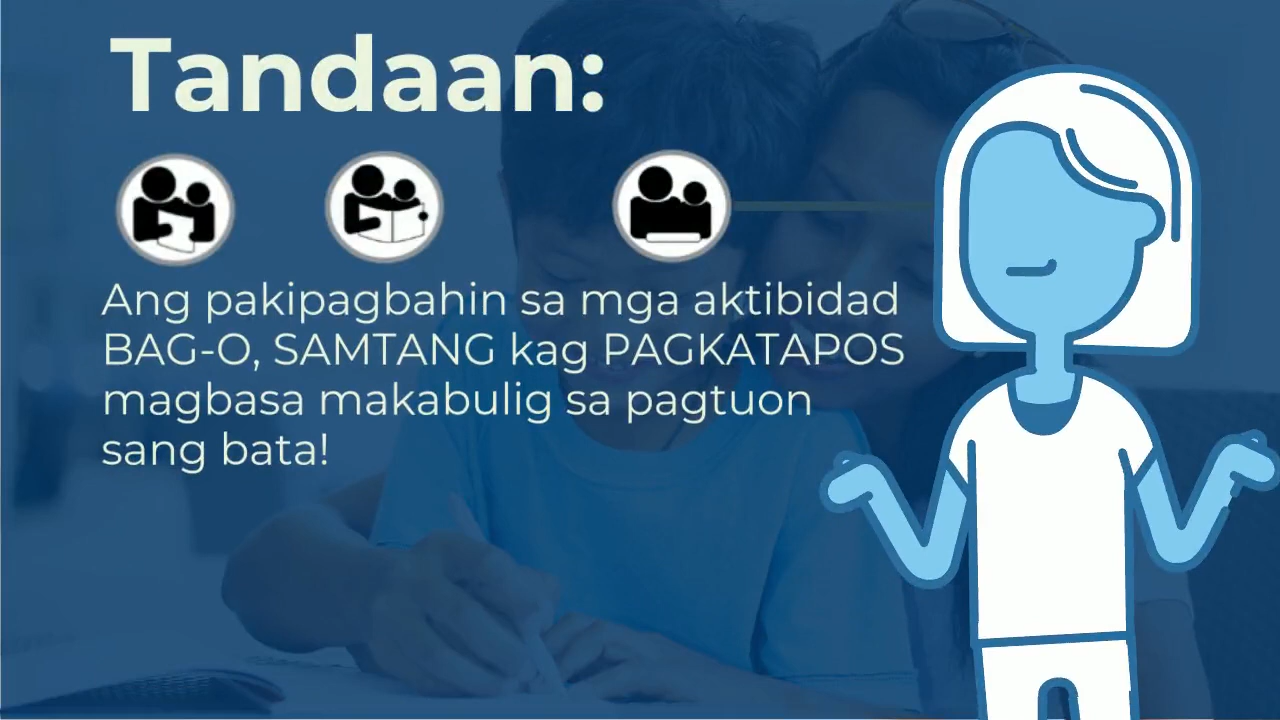 Tandaan:
Ang pakipagbahin sa mga aktibidad
BAG-O, SAMTANG kag PAGKATAPOS
magbasa makabulig sa pagtuon
sang bata!